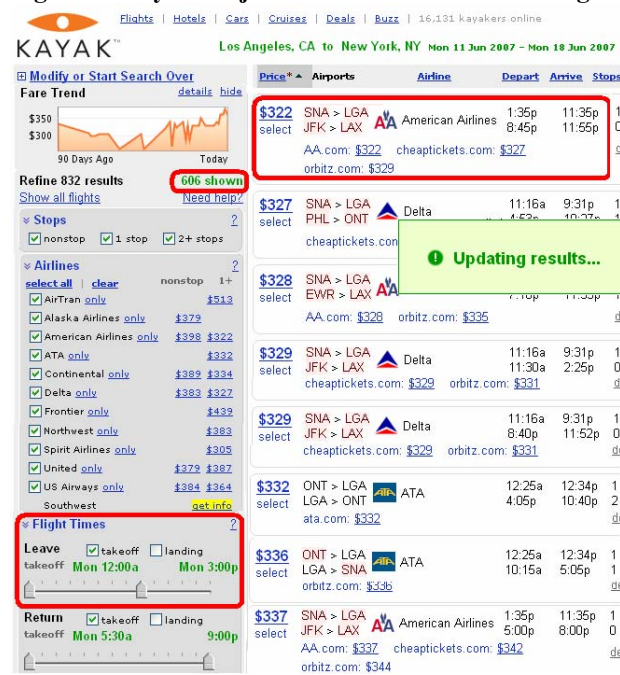 Flights | Hotels | Cars | Cruises | Deals | Buzz | 16,131 kayakers online
KAYAK™
Los Angeles, CA to New York, NY Mon 11 Jun 2007 - Mon 18 Jun 2007
Modify or Start Search Over
Fare Trend details hide
$350
$300
90 Days Ago Today
Refine 832 results 606 shown
Show all flights Need help?
Stops ?
nonstop 1 stop 2+ stops
Airlines ?
select all | clear nonstop 1+
AirTran only $513
Alaska Airlines only $379
American Airlines only $398 $322
ATA only $332
Continental only $389 $334
Delta only $383 $327
Frontier only $439
Northwest only $383
Spirit Airlines only $305
United only $379 $387
US Airways only $384 $364
Southwest get info
Flight Times ?
Leave takeoff landing
takeoff Mon 12:00a Mon 3:00p
Return takeoff landing
takeoff Mon 5:30a 9:00p
Price* Airports Airline Depart Arrive Stops
$322 SNA > LGA American Airlines 1:35p 11:35p 1
select JFK > LAX 8:45p 11:55p 0
AA.com: $322 cheaptickets.com: $327
orbitz.com: $329
$327 SNA > LGA Delta 11:16a 9:31p 1
select PHL > ONT
cheaptickets.con
Updating results...
$328 SNA > LGA
select EWR > LAX
AA.com: $328 orbitz.com: $335
$329 SNA > LGA Delta 11:16a 9:31p 1
select JFK > LAX 11:30a 2:25p 0
cheaptickets.com: $329 orbitz.com: $331
$329 SNA > LGA Delta 11:16a 9:31p 1
select JFK > LAX 8:40p 11:52p 0
cheaptickets.com: $329 orbitz.com: $331
$332 ONT > LGA ATA 12:25a 12:34p 1
select LGA > ONT 4:05p 10:40p 2
ata.com: $332
$336 ONT > LGA ATA 12:25a 12:34p 1
select LGA > SNA 10:15a 5:05p 1
orbitz.com: $336
$337 SNA > LGA American Airlines 1:35p 11:35p 1
select JFK > LAX 5:00p 8:00p 0
AA.com: $337 cheaptickets.com: $342
orbitz.com: $344